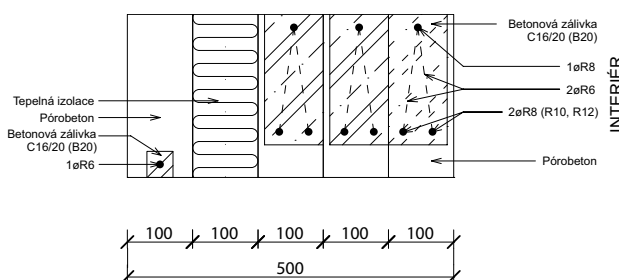 Tepelná izolace
Pórobeton
Betonová zálivka
C16/20 (B20)
1øR6
Betonová zálivka
C16/20 (B20)
1øR8
2øR6
2øR8 (R10, R12)
Pórobeton
INTERIÉR
100 100 100 100 100
500